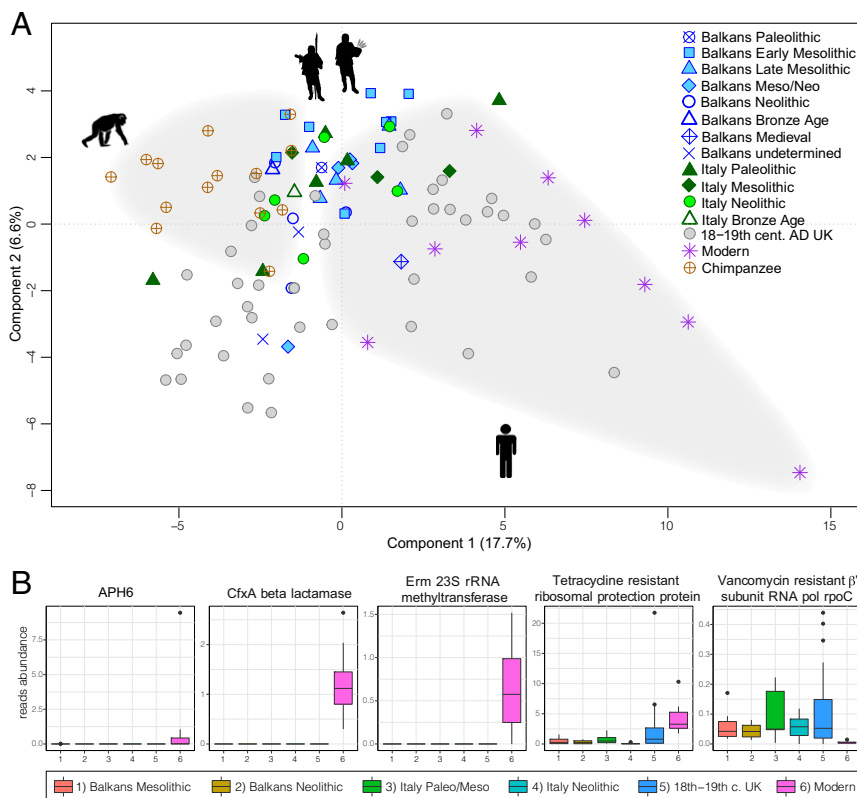 A
Balkans Paleolithic
Balkans Early Mesolithic
Balkans Late Mesolithic
Balkans Meso/Neo
Balkans Neolithic
Balkans Bronze Age
Balkans Medieval
Balkans undetermined
Italy Paleolithic
Italy Mesolithic
Italy Neolithic
Italy Bronze Age
18−19th cent. AD UK
Modern
Chimpanzee
Component 2 (6.6%)
4
2
0
−2
−4
−6
−8
−5
0
5
10
15
Component 1 (17.7%)
B
APH6
CfxA beta lactamase
Erm 23S rRNA
methyltransferase
Tetracycline resistant
ribosomal protection protein
Vancomycin resistant β'
subunit RNA pol rpoC
reads abundance
7.5
5.0
2.5
0.0
1 2 3 4 5 6
2
1
0
1 2 3 4 5 6
1.5
1.0
0.5
0.0
1 2 3 4 5 6
20
15
10
5
0
1 2 3 4 5 6
0.4
0.3
0.2
0.1
0.0
1 2 3 4 5 6
1) Balkans Mesolithic
2) Balkans Neolithic
3) Italy Paleo/Meso
4) Italy Neolithic
5) 18th−19th c. UK
6) Modern